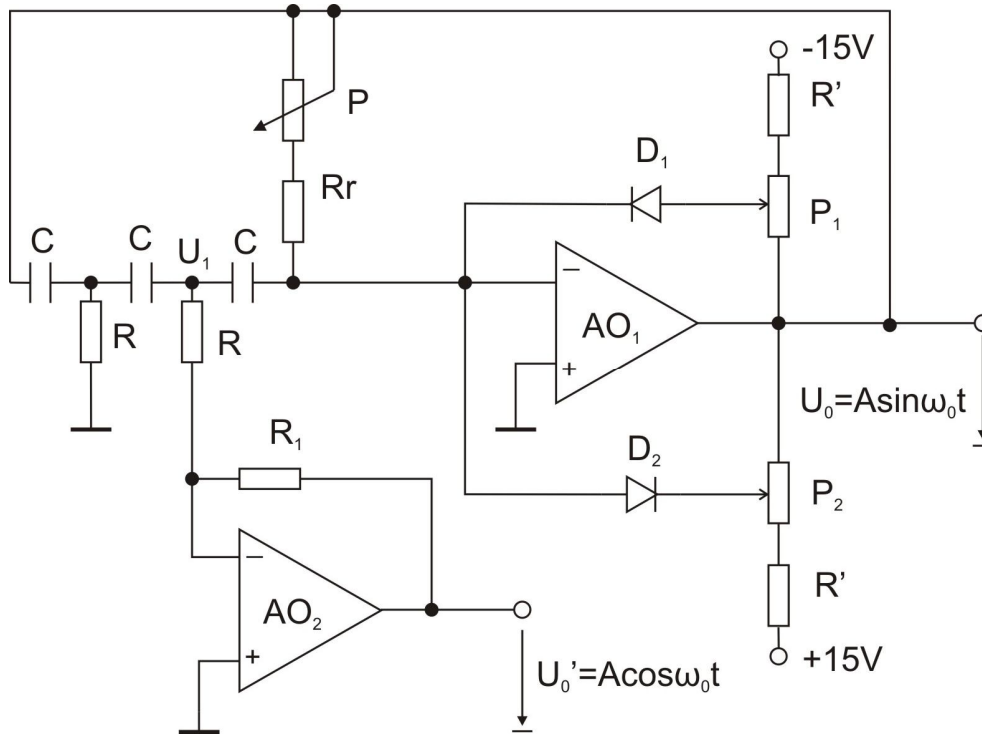 -15V
R’
P
D₁
Rr
P₁
C
C
U₁
C
−
R
R
AO₁
+
U₀=Asinω₀t
R₁
D₂
P₂
−
AO₂
R’
+
U₀’=Acosω₀t
+15V